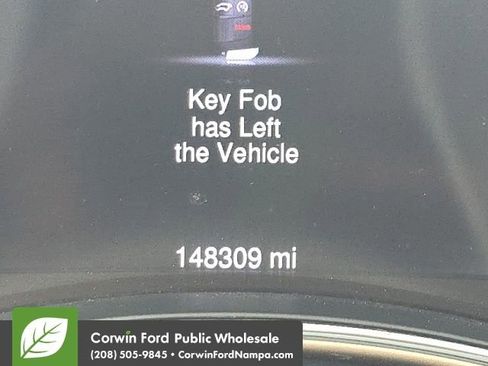 Key Fob
has Left
the Vehicle
148309 mi
Corwin Ford Public Wholesale
(208) 505-9845 • CorwinFordNampa.com